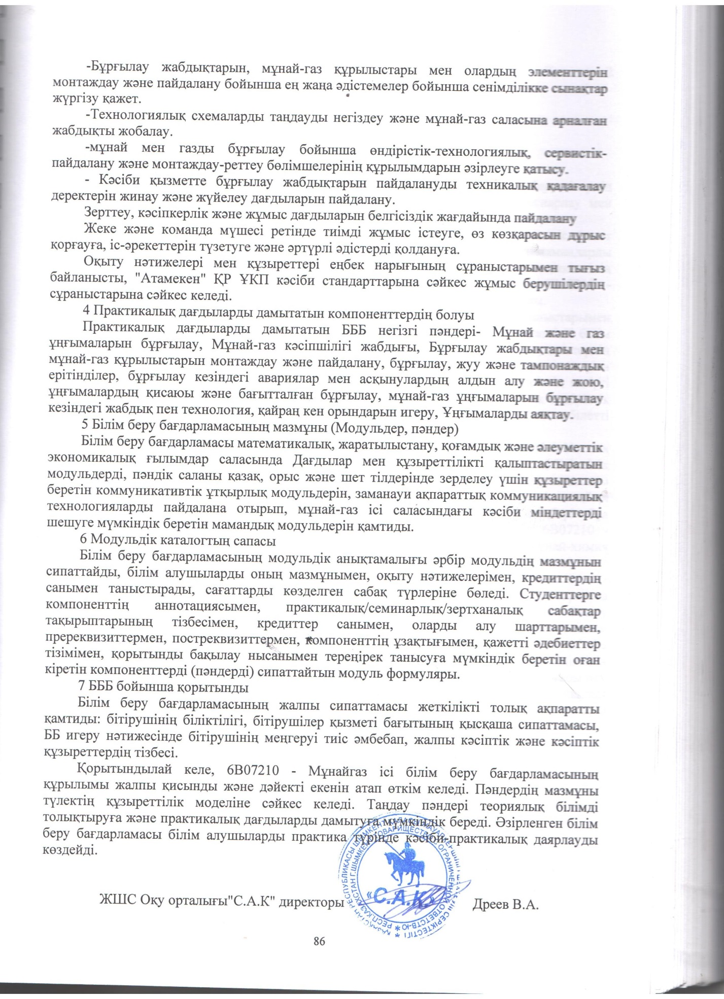 -Бұрғылау жабдықтарын, мұнай-газ құрылыстары мен олардың элементтерін
монтаждау және пайдалану бойынша ең жаңа әдістемелер бойынша сенімділікке сынақтар
жүргізу қажет.
-Технологиялық схемаларды таңдауды негіздеу және мұнай-газ саласына арналған
жабдықты жобалау.
-мұнай мен газды бұрғылау бойынша өндірістік-технологиялық, сервистік-
пайдалану және монтаждау-реттеу бөлімшелерінің құрылымдарын әзірлеуге қатысу.
- Кәсіби қызметте бұрғылау жабдықтарын пайдалануды техникалық қадағалау
деректерін жинау және жүйелеу дағдыларын пайдалану.
Зерттеу, кәсіпкерлік және жұмыс дағдыларын белгісіздік жағдайында пайдалану
Жеке және команда мүшесі ретінде тиімді жұмыс істеуге, өз көзқарасын дұрыс
қорғауға, іс-әрекеттерін түзетуге және әртүрлі әдістерді қолдануға.
Оқыту нәтижелері мен құзыреттері еңбек нарығының сұраныстарымен тығыз
байланысты, "Атамекен" ҚР ҰКП кәсіби стандарттарына сәйкес жұмыс берушілердің
сұраныстарына сәйкес келеді.
4 Практикалық дағдыларды дамытатын компоненттердің болуы
Практикалық дағдыларды дамытатын БББ негізгі пәндері- Мұнай және газ
ұңғымаларын бұрғылау, Мұнай-газ кәсіпшілігі жабдығы, Бұрғылау жабдықтары мен
мұнай-газ құрылыстарын монтаждау және пайдалану, бұрғылау, жуу және тампонаждық
ерітінділер, бұрғылау кезіндегі авариялар мен асқынулардың алдын алу және жою,
ұңғымалардың қисаюы және бағытталған бұрғылау, мұнай-газ ұңғымаларын бұрғылау
кезіндегі жабдық пен технология, қайраң кен орындарын игеру, Ұңғымаларды аяқтау.
5 Білім беру бағдарламасының мазмұны (Модульдер, пәндер)
Білім беру бағдарламасы математикалық, жаратылыстану, қоғамдық және әлеуметтік
экономикалық ғылымдар саласында Дағдылар мен құзыреттілікті қалыптастыратын
модульдерді, пәндік саланы қазақ, орыс және шет тілдерінде зерделеу үшін құзыреттер
беретін коммуникативтік ұтқырлық модульдерін, заманауи ақпараттық коммуникациялық
технологияларды пайдалана отырып, мұнай-газ ісі саласындағы кәсіби міндеттерді
шешуге мүмкіндік беретін мамандық модульдерін қамтиды.
6 Модульдік каталогтың сапасы
Білім беру бағдарламасының модульдік анықтамалығы әрбір модульдің мазмұнын
сипаттайды, білім алушыларды оның мазмұнымен, оқыту нәтижелерімен, кредиттердің
санымен таныстырады, сағаттарды көзделген сабақ түрлеріне бөледі. Студенттерге
компоненттің аннотациясымен, практикалық/семинарлық/зертханалық сабақтар
тақырыптарының тізбесімен, кредиттер санымен, оларды алу шарттарымен,
пререквизиттермен, постреквизиттермен, компоненттің ұзақтығымен, қажетті әдебиеттер
тізімімен, қорытынды бақылау нысанымен тереңірек танысуға мүмкіндік беретін оған
кіретін компоненттерді (пәндерді) сипаттайтын модуль формуляры.
7 БББ бойынша қорытынды
Білім беру бағдарламасының жалпы сипаттамасы жеткілікті толық ақпаратты
қамтиды: бітірушінің біліктілігі, бітірушілер қызметі бағытының қысқаша сипаттамасы,
ББ игеру нәтижесінде бітірушінің меңгеруі тиіс әмбебап, жалпы кәсіптік және кәсіптік
құзыреттердің тізбесі.
Қорытындылай келе, 6В07210 - Мұнайгаз ісі білім беру бағдарламасының
құрылымы жалпы қисынды және дәйекті екенін атап өткім келеді. Пәндердің мазмұны
түлектің құзыреттілік моделіне сәйкес келеді. Таңдау пәндері теориялық білімді
толықтыруға және практикалық дағдыларды дамытуға мүмкіндік береді. Әзірленген білім
беру бағдарламасы білім алушыларды практика түрінде кәсіби-практикалық даярлауды
көздейді.
ЖШС Оқу орталығы"С.А.К" директоры
«С.А.К.»
Дреев В.А.
86